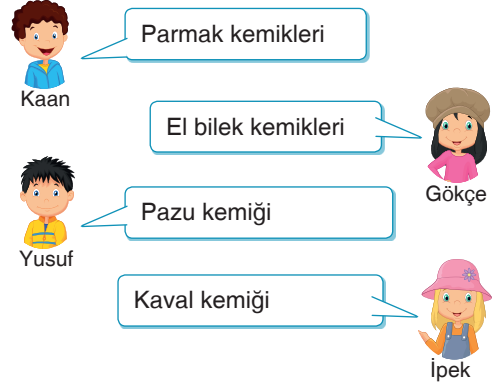 Parmak kemikleri
Kaan
El bilek kemikleri
Gökçe
Pazu kemiği
Yusuf
Kaval kemiği
İpek